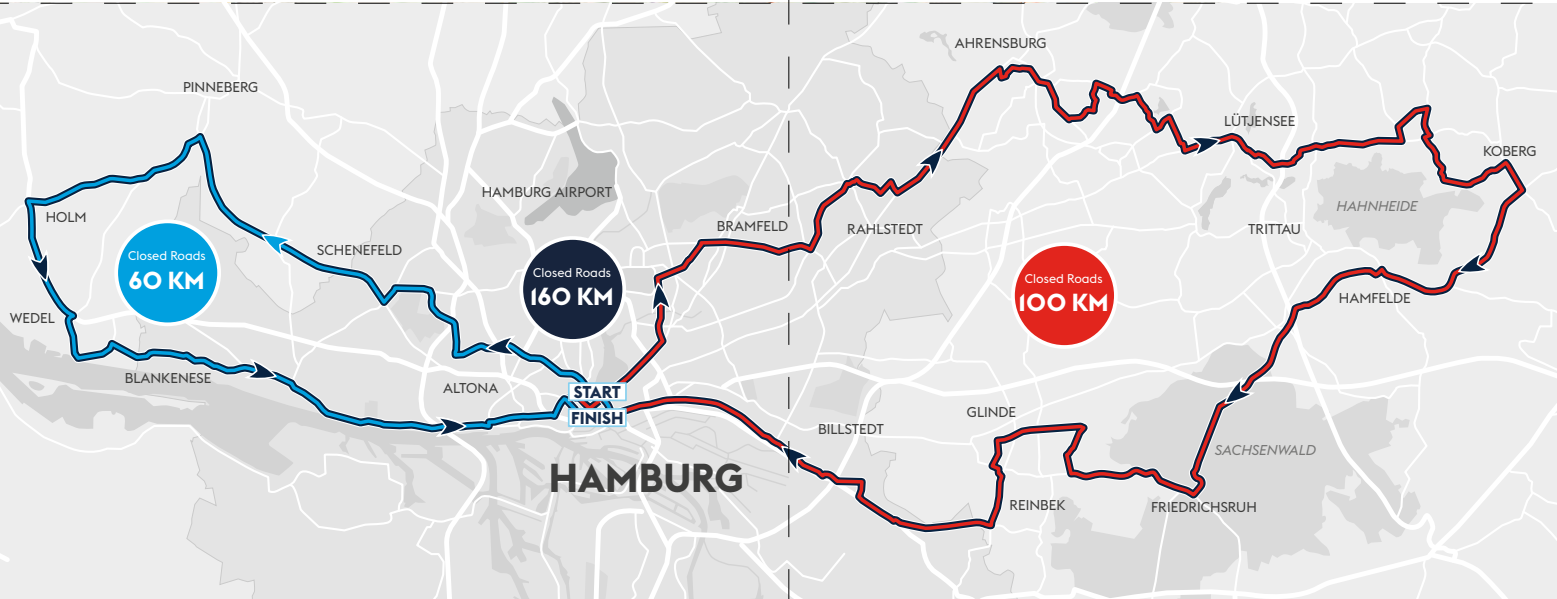 AHRENSBURG
PINNEBERG
LÜTJENSEE
KOBERG
HAMBURG AIRPORT
HAHNHEIDE
HOLM
BRAMFELD
RAHLSTEDT
TRITTAU
SCHENEFELD
Closed Roads
60 KM
Closed Roads
160 KM
Closed Roads
100 KM
HAMFELDE
WEDEL
BLANKENESE
ALTONA
START
FINISH
GLINDE
BILLSTEDT
SACHSENWALD
HAMBURG
REINBEK
FRIEDRICHSRUH